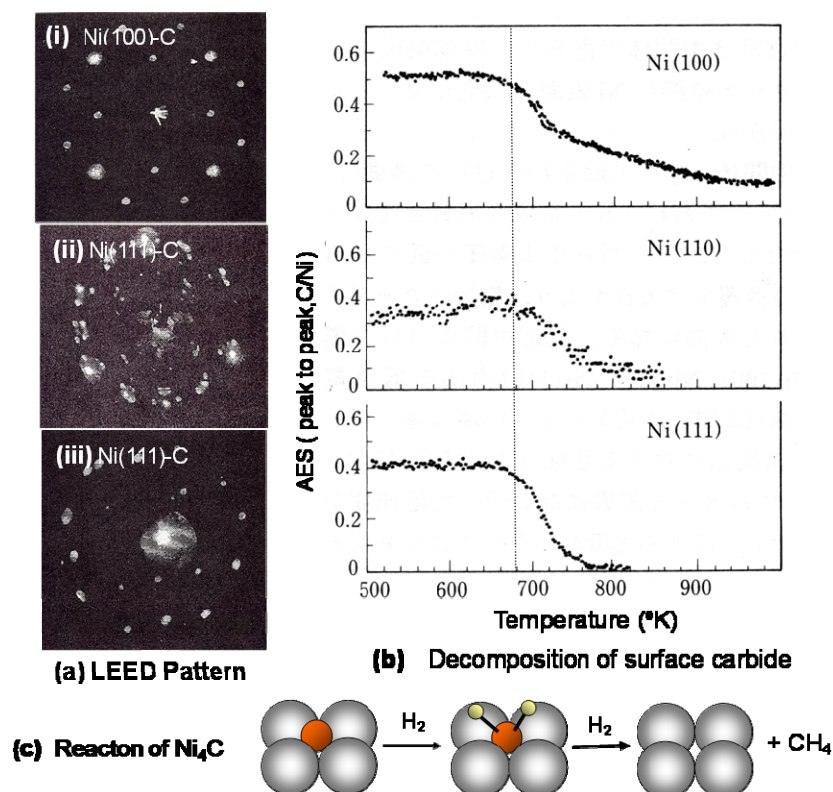 (i) Ni(100)-C
(ii) Ni(111)-C
(iii) Ni(111)-C
(a) LEED Pattern
AES ( peak to peak,C/Ni)
0.6
0.4
0.2
0
Ni(100)
0.6
0.4
0.2
0
Ni(110)
0.6
0.4
0.2
0
Ni(111)
500 600 700 800 900
Temperature (°K)
(b) Decomposition of surface carbide
(c) Reacton of Ni4C
H2
H2
+ CH4